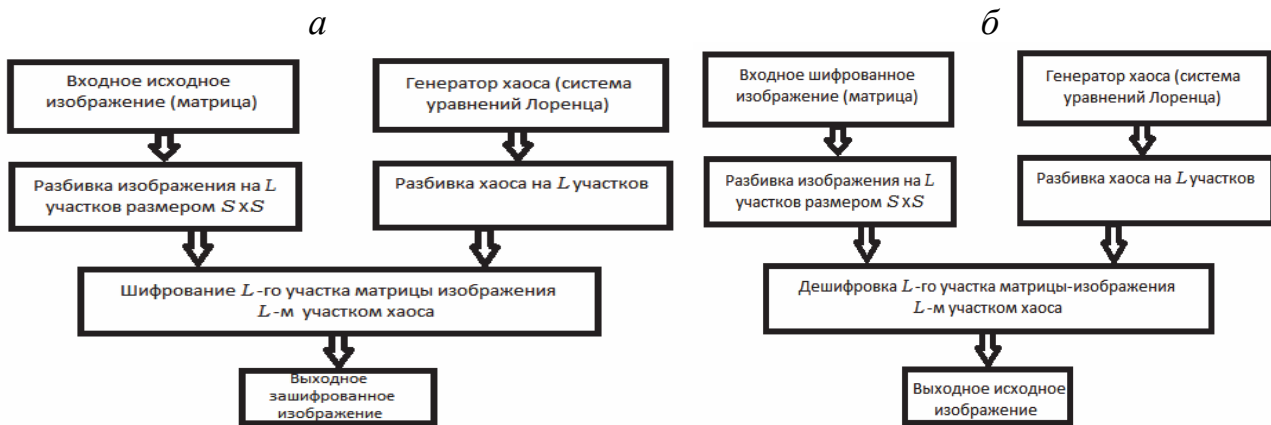 а
Входное исходное
изображение (матрица)
Генератор хаоса (система
уравнений Лоренца)
Разбивка изображения на L
участков размером S x S
Разбивка хаоса на L участков
Шифрование L-го участка матрицы изображения
L-м участком хаоса
Выходное
зашифрованное
изображение
б
Входное шифрованное
изображение (матрица)
Генератор хаоса (система
уравнений Лоренца)
Разбивка изображения на L
участков размером S x S
Разбивка хаоса на L участков
Дешифровка L-го участка матрицы-изображения
L-м участком хаоса
Выходное исходное
изображение